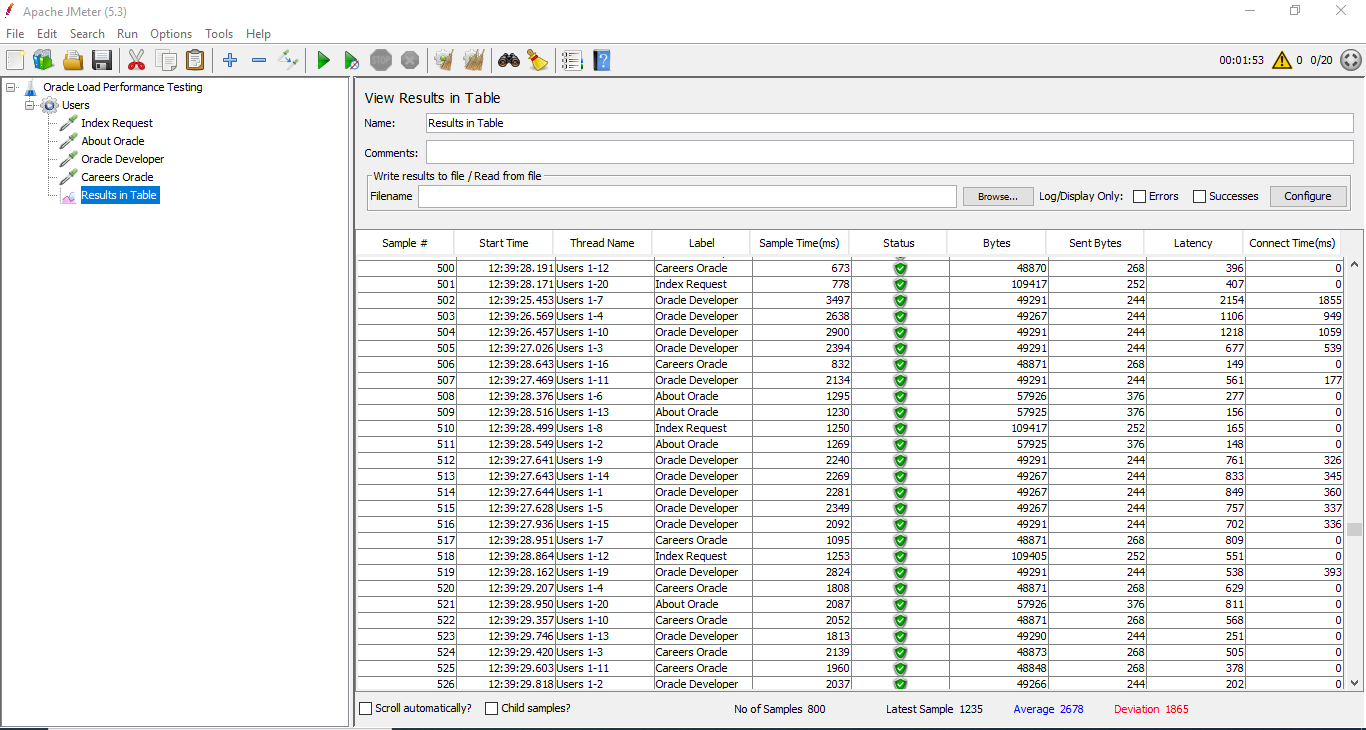 Apache JMeter (5.3)
File Edit Search Run Options Tools Help
STOP 00:01:53 0 0/20
Oracle Load Performance Testing
Users
Index Request
About Oracle
Oracle Developer
Careers Oracle
Results in Table
View Results in Table
Name: Results in Table
Comments:
Write results to file / Read from file
Filename Browse... Log/Display Only: Errors Successes Configure
Sample # Start Time Thread Name Label Sample Time(ms) Status Bytes Sent Bytes Latency Connect Time(ms)
500 12:39:28.191 Users 1-12 Careers Oracle 673 48870 268 396 0
501 12:39:28.171 Users 1-20 Index Request 778 109417 252 407 0
502 12:39:25.453 Users 1-7 Oracle Developer 3497 49291 244 2154 1855
503 12:39:26.569 Users 1-4 Oracle Developer 2638 49267 244 1106 949
504 12:39:26.457 Users 1-10 Oracle Developer 2900 49291 244 1218 1059
505 12:39:27.026 Users 1-3 Oracle Developer 2394 49291 244 677 539
506 12:39:28.643 Users 1-16 Careers Oracle 832 48871 268 149 0
507 12:39:27.469 Users 1-11 Oracle Developer 2134 49291 244 561 177
508 12:39:28.376 Users 1-6 About Oracle 1295 57926 376 277 0
509 12:39:28.516 Users 1-13 About Oracle 1230 57925 376 156 0
510 12:39:28.499 Users 1-8 Index Request 1250 109417 252 165 0
511 12:39:28.549 Users 1-2 About Oracle 1269 57925 376 148 0
512 12:39:27.641 Users 1-9 Oracle Developer 2240 49291 244 761 326
513 12:39:27.643 Users 1-14 Oracle Developer 2269 49267 244 833 345
514 12:39:27.644 Users 1-1 Oracle Developer 2281 49267 244 849 360
515 12:39:27.628 Users 1-5 Oracle Developer 2349 49267 244 757 337
516 12:39:27.936 Users 1-15 Oracle Developer 2092 49291 244 702 336
517 12:39:28.951 Users 1-7 Careers Oracle 1095 48871 268 809 0
518 12:39:28.864 Users 1-12 Index Request 1253 109405 252 551 0
519 12:39:28.162 Users 1-19 Oracle Developer 2824 49291 244 538 393
520 12:39:29.207 Users 1-4 Careers Oracle 1808 48871 268 629 0
521 12:39:28.950 Users 1-20 About Oracle 2087 57926 376 811 0
522 12:39:29.357 Users 1-10 Careers Oracle 2052 48871 268 568 0
523 12:39:29.746 Users 1-13 Oracle Developer 1813 49290 244 251 0
524 12:39:29.420 Users 1-3 Careers Oracle 2139 48873 268 505 0
525 12:39:29.603 Users 1-11 Careers Oracle 1960 48848 268 378 0
526 12:39:29.818 Users 1-2 Oracle Developer 2037 49266 244 202 0
Scroll automatically? Child samples? No of Samples 800 Latest Sample 1235 Average 2678 Deviation 1865